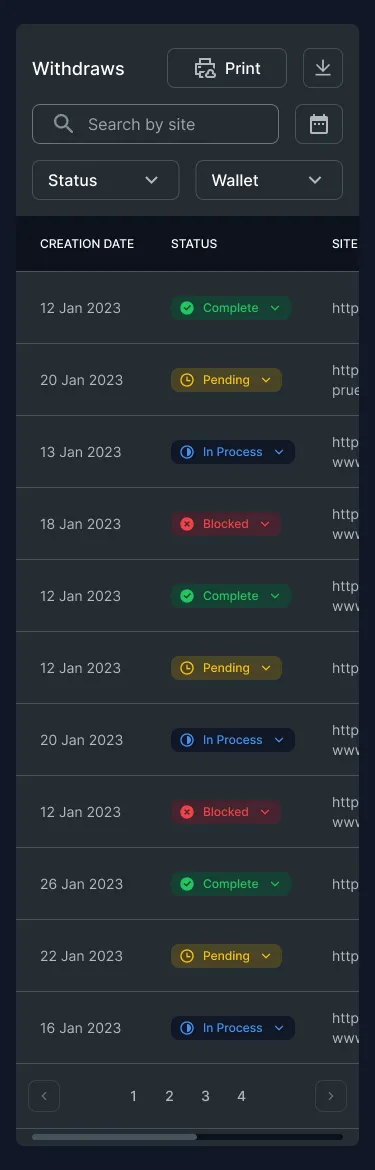 Withdraws Print
Search by site
Status Wallet
CREATION DATE STATUS SITE
12 Jan 2023 Complete http
20 Jan 2023 Pending http
prue
13 Jan 2023 In Process http
www
18 Jan 2023 Blocked http
www
12 Jan 2023 Complete http
www
12 Jan 2023 Pending http
20 Jan 2023 In Process http
www
12 Jan 2023 Blocked http
www
26 Jan 2023 Complete http
22 Jan 2023 Pending http
16 Jan 2023 In Process http
www
1 2 3 4